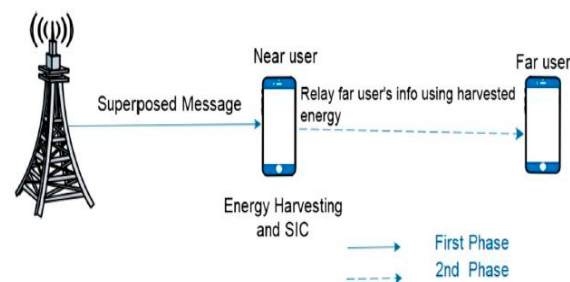 Near user
Far user
Superposed Message
Relay far user's info using harvested
energy
Energy Harvesting
and SIC
First Phase
2nd Phase